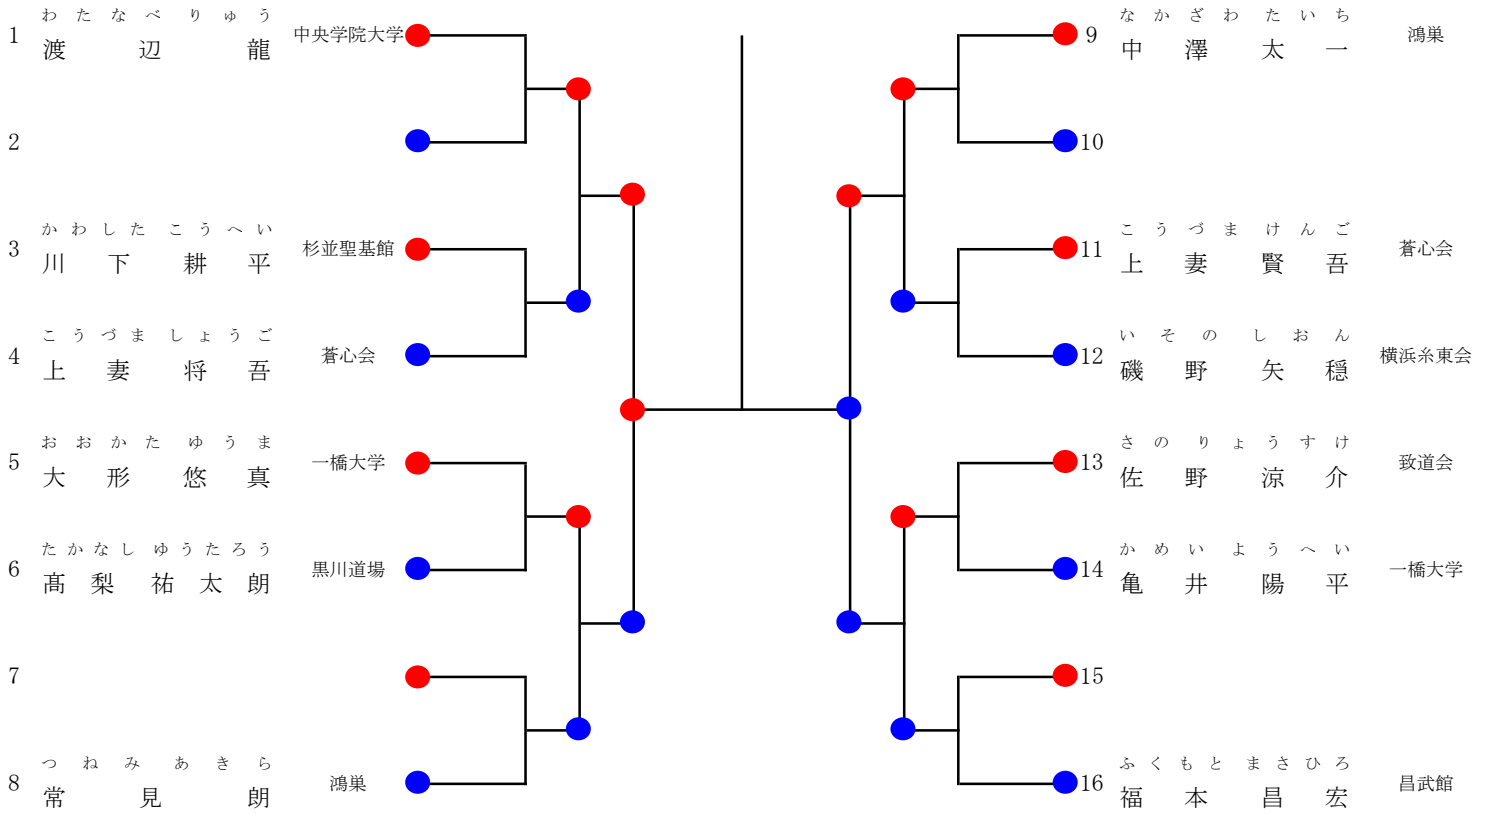 わたなべ りゅう
1 渡辺 龍 中央学院大学
2
かわした こうへい
3 川下 耕平 杉並聖基館
こうづま しょうご
4 上妻 将吾 蒼心会
おおかた ゆうま
5 大形 悠真 一橋大学
たかなし ゆうたろう
6 髙梨 祐太朗 黒川道場
7
つねみ あきら
8 常見 朗 鴻巣
なかざわ たいち
9 中澤 太一 鴻巣
10
こうづま けんご
11 上妻 賢吾 蒼心会
いその しおん
12 磯野 矢穏 横浜糸東会
さの りょうすけ
13 佐野 涼介 致道会
かめい ようへい
14 亀井 陽平 一橋大学
15
ふくもと まさひろ
16 福本 昌宏 昌武館